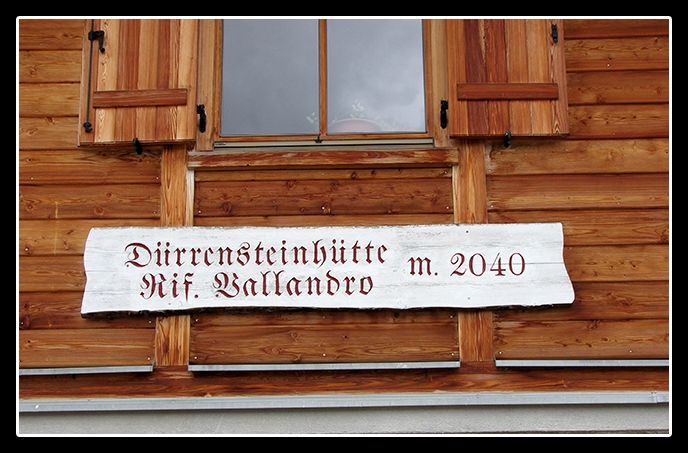 Dürrensteinhütte
Rif. Vallandro
m. 2040